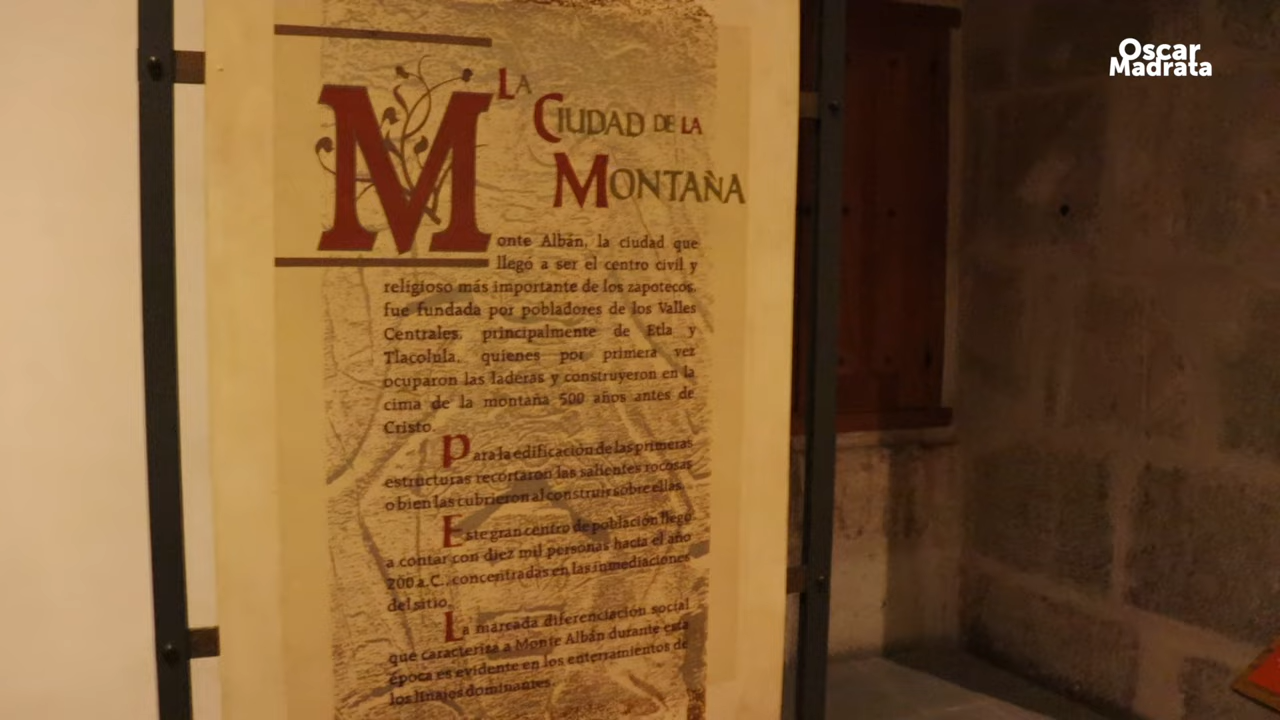 Oscar
Madrata
LA
CIUDAD DE LA
MONTAÑA
Monte Albán, la ciudad que
llegó a ser el centro civil y
religioso más importante de los zapotecos,
fue fundada por pobladores de los Valles
Centrales, principalmente de Etla y
Tlacolula, quienes por primera vez
ocuparon las laderas y construyeron en la
cima de la montaña 500 años antes de
Cristo.
Para la edificación de las primeras
estructuras recortaron las salientes rocosas
o bien las cubrieron al construir sobre ellas.
Este gran centro de población llegó
a contar con diez mil personas hacia el año
200 a.C., concentradas en las inmediaciones
del sitio.
La marcada diferenciación social
que caracteriza a Monte Albán durante esta
época es evidente en los enterramientos de
los linajes dominantes.